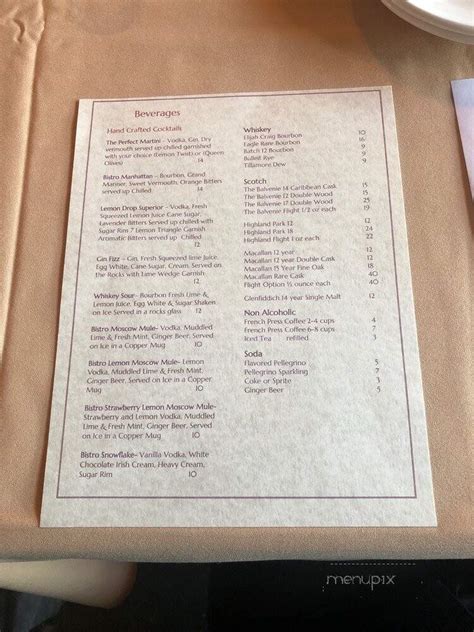 Beverages
Hand Crafted Cocktails
The Perfect Martini - Vodka, Gin, Dry
vermouth served up chilled garnished
with your choice (Lemon Twist) or (Queen
Olives) 14
Bistro Manhattan - Bourbon, Grand
Marnier, Sweet Vermouth, Orange Bitters
served up Chilled 14
Lemon Drop Superior - Vodka, Fresh
Squeezed Lemon Juice Cane Sugar,
Lavender Bitters Served up chilled with
Sugar Rim 7 Lemon Triangle Garnish
Aromatic Bitters served up Chilled
12
Gin Fizz - Gin, Fresh Squeezed lime Juice,
Egg White, Cane Sugar, Cream. Served on
the Rocks with Lime Wedge Garnish
12
Whiskey Sour- Bourbon Fresh Lime &
Lemon Juice, Egg White & Sugar Shaken
on Ice Served in a rocks glass 12
Bistro Moscow Mule- Vodka, Muddled
Lime & Fresh Mint, Ginger Beer, Served
on Ice in a Copper Mug 10
Bistro Lemon Moscow Mule- Lemon
Vodka, Muddled Lime & Fresh Mint,
Ginger Beer, Served on Ice in a Copper
Mug 10
Bistro Strawberry Lemon Moscow Mule-
Strawberry and Lemon Vodka, Muddled
Lime & Fresh Mint, Ginger Beer, Served
on Ice in a Copper Mug 10
Bistro Snowflake- Vanilla Vodka, White
Chocolate Irish Cream, Heavy Cream,
Sugar Rim 10
Whiskey
Elijah Craig Bourbon 10
Eagle Rare Bourbon 16
Batch 12 Bourbon 9
Bulleit Rye 9
Tillamore Dew 9
Scotch
The Balvenie 14 Caribbean Cask 15
The Balvenie 12 Double Wood 15
The Balvenie 17 Double Wood 25
The Balvenie Flight 1/2 oz each 19
Highland Park 12 12
Highland Park 18 24
Highland Flight 1 oz each 22
Macallan 12 year 12
Macallan 12 year Double Cask 12
Macallan 15 Year Fine Oak 18
Macallan Rare Cask 40
Flight Option ½ ounce each 40
Glenfiddich 14 year Single Malt 12
Non Alcoholic
French Press Coffee 2-4 cups 4
French Press Coffee 6-8 cups 7
Iced Tea refilled 3
Soda
Flavored Pellegrino 5
Pellegrino Sparkling 7
Coke or Sprite 3
Ginger Beer 5
menupix